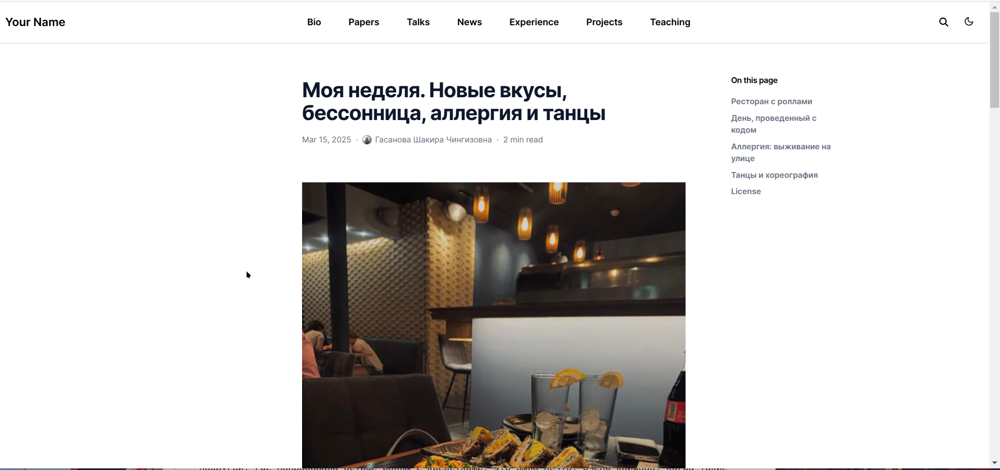 Your Name
Bio Papers Talks News Experience Projects Teaching
Моя неделя. Новые вкусы,
бессонница, аллергия и танцы
Mar 15, 2025 · Гасанова Шакира Чингизовна · 2 min read
On this page
Ресторан с роллами
День, проведенный с
кодом
Аллергия: выживание на
улице
Танцы и хореография
License